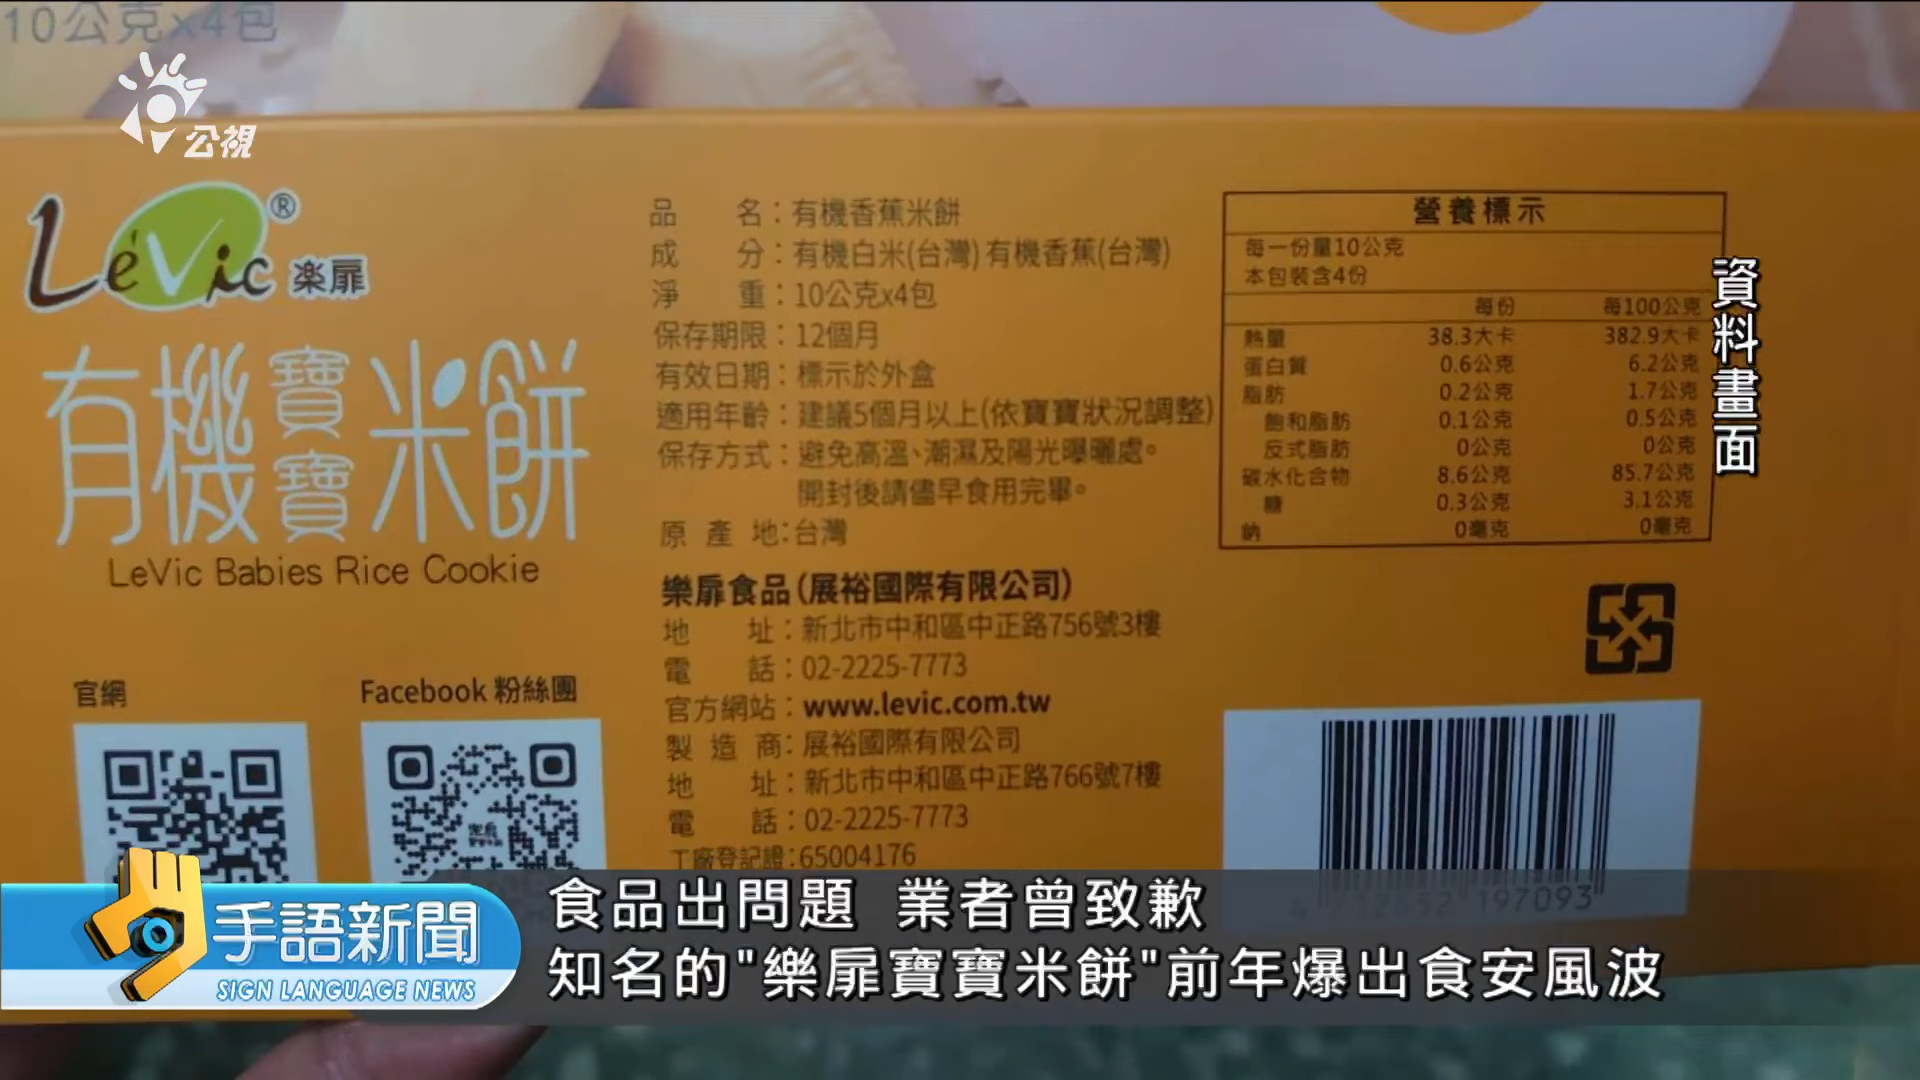 10公克x4包
公視
LéVic® 楽扉
有機寶寶米餅
LeVic Babies Rice Cookie
官網
Facebook 粉絲團
品名：有機香蕉米餅
成分：有機白米(台灣) 有機香蕉(台灣)
淨重：10公克x4包
保存期限：12個月
有效日期：標示於外盒
適用年齡：建議5個月以上(依寶寶狀況調整)
保存方式：避免高溫、潮濕及陽光曝曬處。
開封後請儘早食用完畢。
原產地：台灣
樂扉食品(展裕國際有限公司)
地址：新北市中和區中正路756號3樓
電話：02-2225-7773
官方網站：www.levic.com.tw
製造商：展裕國際有限公司
地址：新北市中和區中正路766號7樓
電話：02-2225-7773
工廠登記證：65004176
營養標示
每一份量10公克
本包裝含4份
每份 每100公克
熱量 38.3大卡 382.9大卡
蛋白質 0.6公克 6.2公克
脂肪 0.2公克 1.7公克
飽和脂肪 0.1公克 0.5公克
反式脂肪 0公克 0公克
碳水化合物 8.6公克 85.7公克
糖 0.3公克 3.1公克
鈉 0毫克 0毫克
資料畫面
197093
手語新聞
SIGN LANGUAGE NEWS
食品出問題 業者曾致歉
知名的"樂扉寶寶米餅"前年爆出食安風波